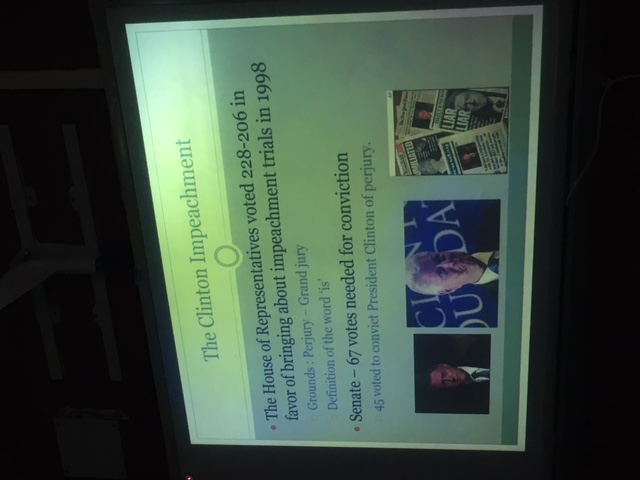 The Clinton Impeachment
The House of Representatives voted 228-206 in
favor of bringing about impeachment trials in 1998
Grounds : Perjury – Grand jury
Definition of the word 'is'
Senate – 67 votes needed for conviction
45 voted to convict President Clinton of perjury.
CLINT
OUNDAT
AP
LIAR
LIAR